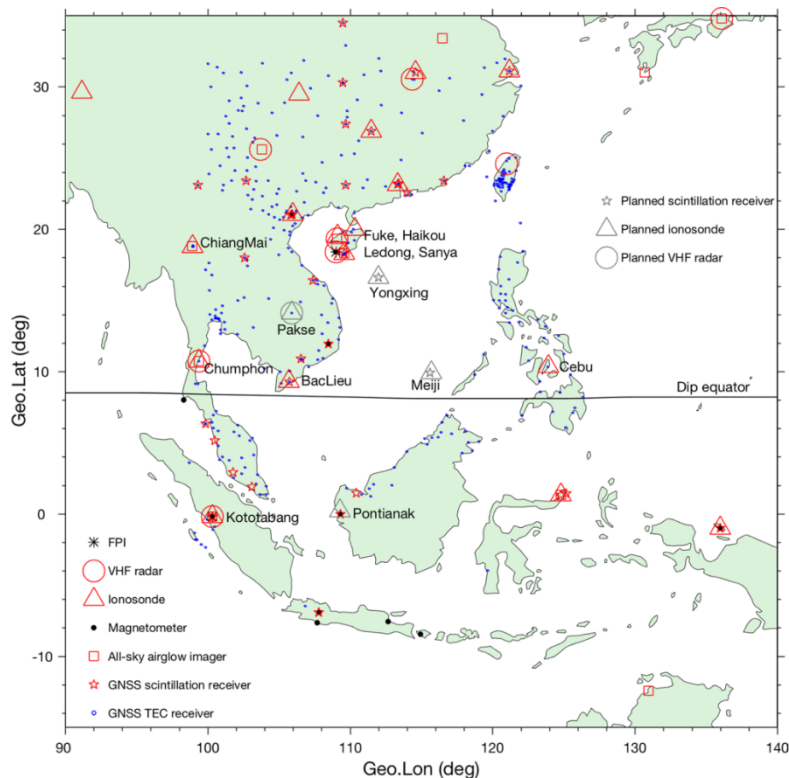 30
20
10
0
-10
90
100
110
120
130
140
Geo.Lat (deg)
Geo.Lon (deg)
Planned scintillation receiver
Planned ionosonde
Planned VHF radar
ChiangMai
Fuke, Haikou
Ledong, Sanya
Yongxing
Pakse
Chumphon
BacLieu
Meiji
Cebu
Dip equator
Kototabang
Pontianak
FPI
VHF radar
Ionosonde
Magnetometer
All-sky airglow imager
GNSS scintillation receiver
GNSS TEC receiver